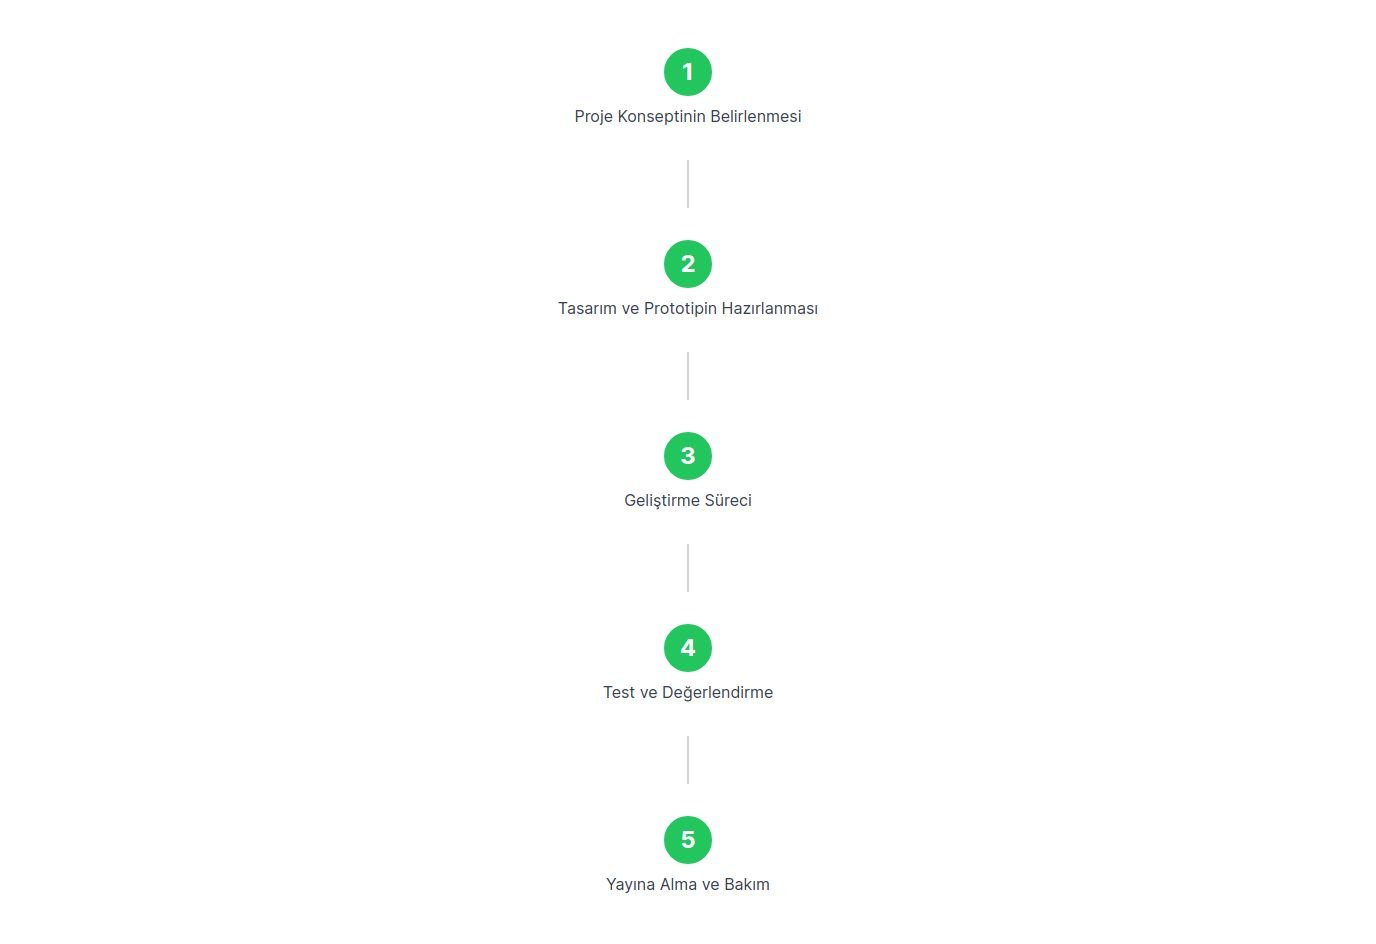 1
Proje Konseptinin Belirlenmesi
2
Tasarım ve Prototipin Hazırlanması
3
Geliştirme Süreci
4
Test ve Değerlendirme
5
Yayına Alma ve Bakım